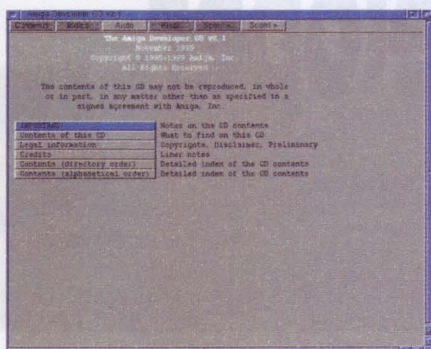 Amiga Developer CD v2.1
Contents Index Auto
The Amiga Developer CD v2.1
November 1999
Copyright © 1985-1999 Amiga, Inc.
All Rights Reserved
The contents of this CD may not be reproduced, in whole
or in part, in any matter other than as specified in a
signed agreement with Amiga, Inc.
IMPORTANT Notes on the CD contents
Contents of this CD What to find on this CD
Legal information Copyrights, Disclaimer, Preliminary
Credits Liner notes
Contents (directory order) Detailed index of the CD contents
Contents (alphabetical order) Detailed index of the CD contents